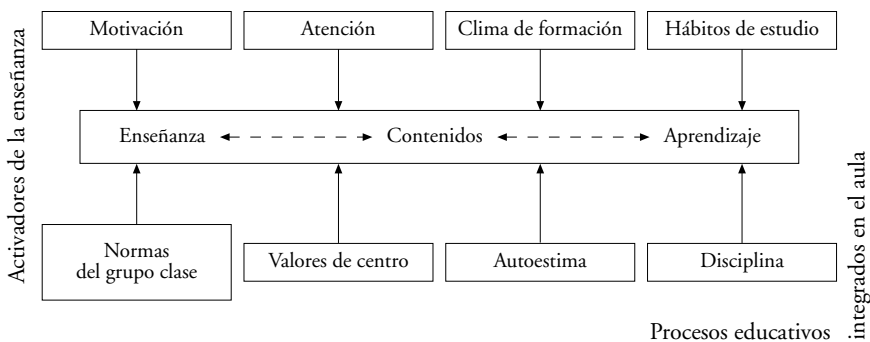 Activadores de la enseñanza
Motivación
Atención
Clima de formación
Hábitos de estudio
Enseñanza
Contenidos
Aprendizaje
Normas
del grupo clase
Valores de centro
Autoestima
Disciplina
Procesos educativos
integrados en el aula